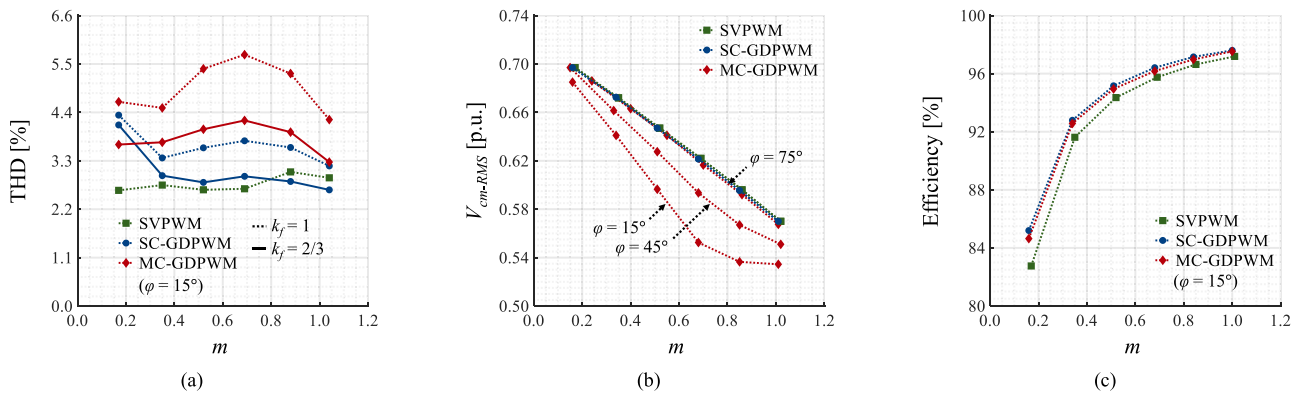 6.6
5.5
4.4
3.3
2.2
1.1
0.0
THD [%]
SVPWM
SC-GDPWM
MC-GDPWM
(φ = 15°)
k_f = 1
k_f = 2/3
0.0 0.2 0.4 0.6 0.8 1.0 1.2
m
(a)
0.74
0.70
0.66
0.62
0.58
0.54
0.50
V_cm-RMS [p.u.]
SVPWM
SC-GDPWM
MC-GDPWM
φ = 75°
φ = 15°
φ = 45°
0.0 0.2 0.4 0.6 0.8 1.0 1.2
m
(b)
100
96
92
88
84
80
Efficiency [%]
SVPWM
SC-GDPWM
MC-GDPWM
(φ = 15°)
0.0 0.2 0.4 0.6 0.8 1.0 1.2
m
(c)